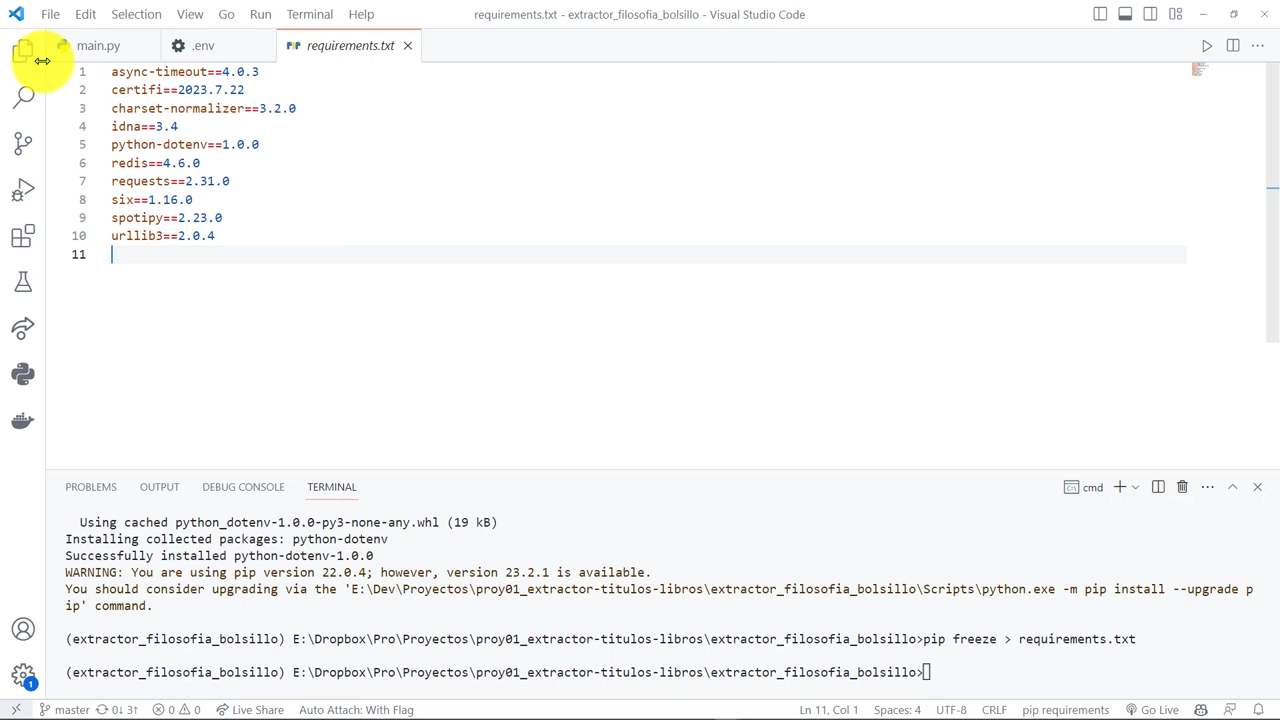 File Edit Selection View Go Run Terminal Help requirements.txt - extractor_filosofia_bolsillo - Visual Studio Code
main.py .env requirements.txt
1 async-timeout==4.0.3
2 certifi==2023.7.22
3 charset-normalizer==3.2.0
4 idna==3.4
5 python-dotenv==1.0.0
6 redis==4.6.0
7 requests==2.31.0
8 six==1.16.0
9 spotipy==2.23.0
10 urllib3==2.0.4
11
PROBLEMS OUTPUT DEBUG CONSOLE TERMINAL cmd
Using cached python_dotenv-1.0.0-py3-none-any.whl (19 kB)
Installing collected packages: python-dotenv
Successfully installed python-dotenv-1.0.0
WARNING: You are using pip version 22.0.4; however, version 23.2.1 is available.
You should consider upgrading via the 'E:\Dev\Proyectos\proy01_extractor-titulos-libros\extractor_filosofia_bolsillo\Scripts\python.exe -m pip install --upgrade p
ip' command.
(extractor_filosofia_bolsillo) E:\Dropbox\Pro\Proyectos\proy01_extractor-titulos-libros\extractor_filosofia_bolsillo>pip freeze > requirements.txt
(extractor_filosofia_bolsillo) E:\Dropbox\Pro\Proyectos\proy01_extractor-titulos-libros\extractor_filosofia_bolsillo>
1
master 0↓ 3↑ 0 0 Live Share Auto Attach: With Flag Ln 11, Col 1 Spaces: 4 UTF-8 CRLF pip requirements Go Live